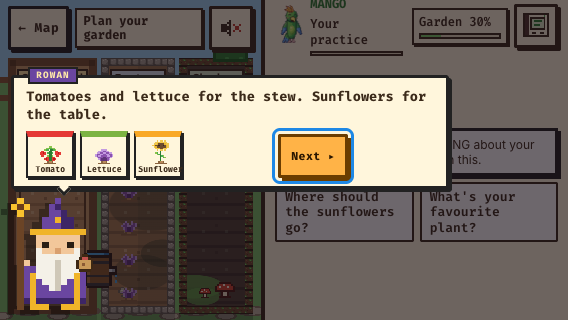 ← Map
Plan your
garden
MANGO
Your
practice
Garden 30%
ROWAN
Tomatoes and lettuce for the stew. Sunflowers for
the table.
Tomato
Lettuce
Sunflower
Next ▸
NG about your
this.
Where should
the sunflowers
go?
What's your
favourite
plant?